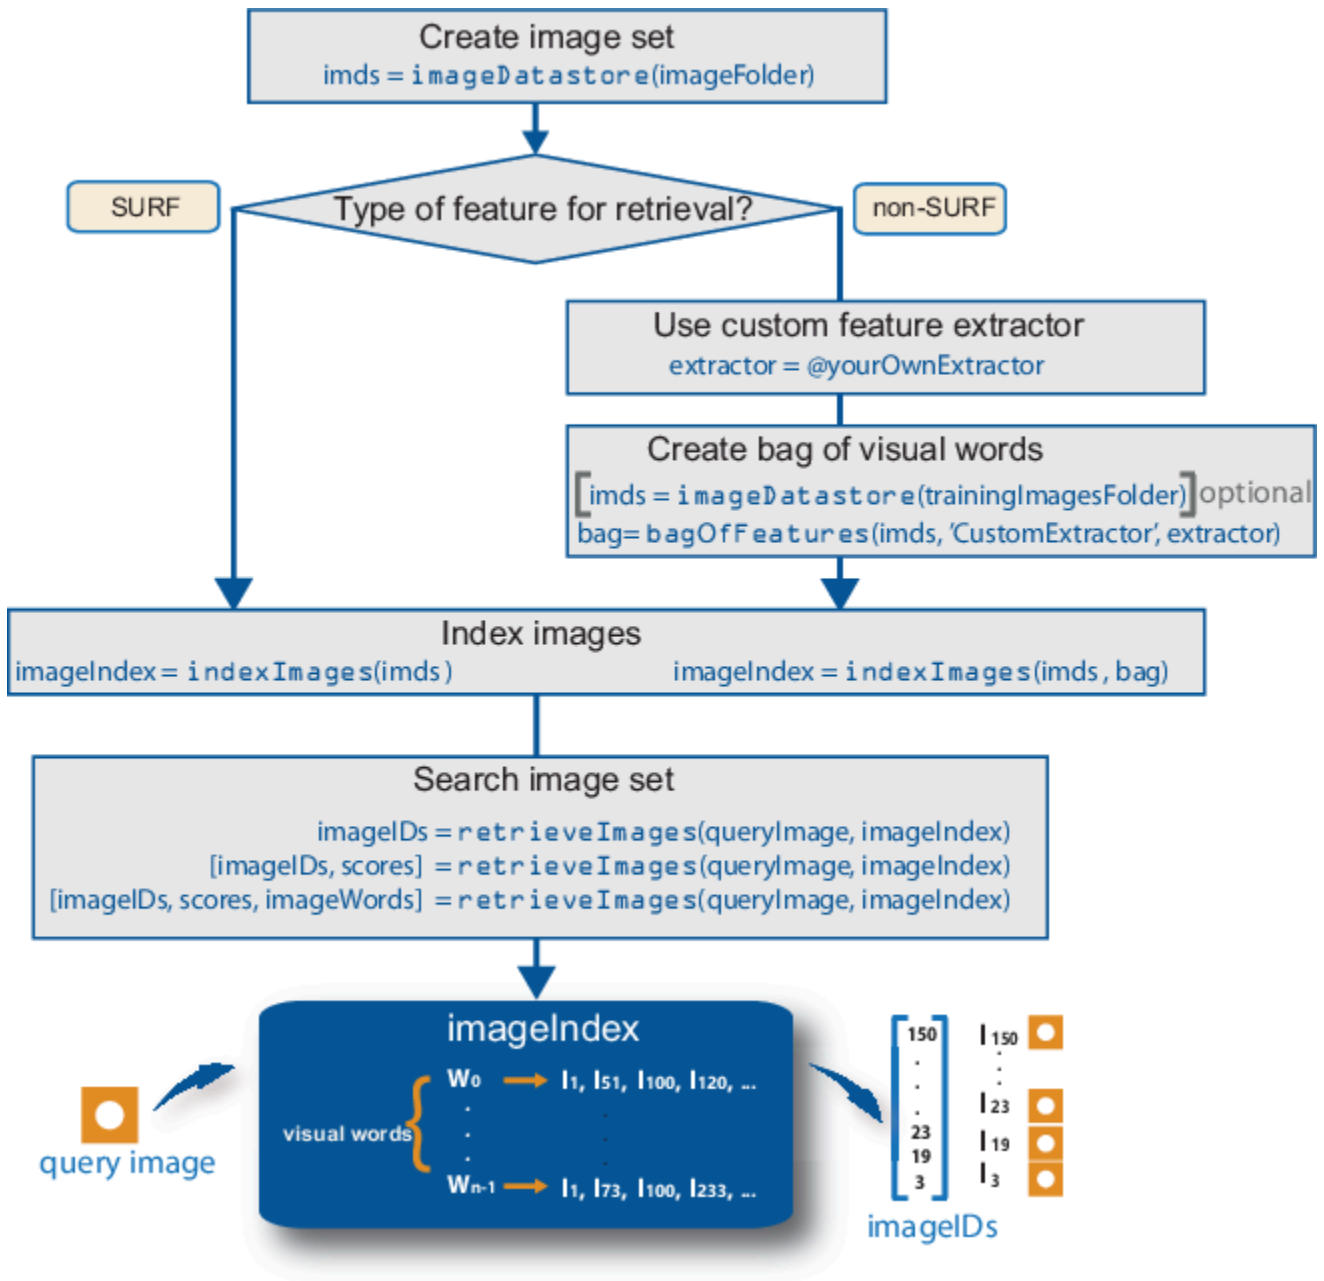 Create image set
imds = imageDatastore(imageFolder)
SURF
Type of feature for retrieval?
non-SURF
Use custom feature extractor
extractor = @yourOwnExtractor
Create bag of visual words
[imds = imageDatastore(trainingImagesFolder)] optional
bag= bagOfFeatures(imds, 'CustomExtractor', extractor)
Index images
imageIndex = indexImages(imds)
imageIndex = indexImages(imds, bag)
Search image set
imageIDs = retrieveImages(queryImage, imageIndex)
[imageIDs, scores] = retrieveImages(queryImage, imageIndex)
[imageIDs, scores, imageWords] = retrieveImages(queryImage, imageIndex)
imageIndex
W0 I1, I51, I100, I120, ...
visual words
Wn-1 I1, I73, I100, I233, ...
query image
150
.
.
.
23
19
3
I150
.
.
.
I23
I19
I3
imageIDs